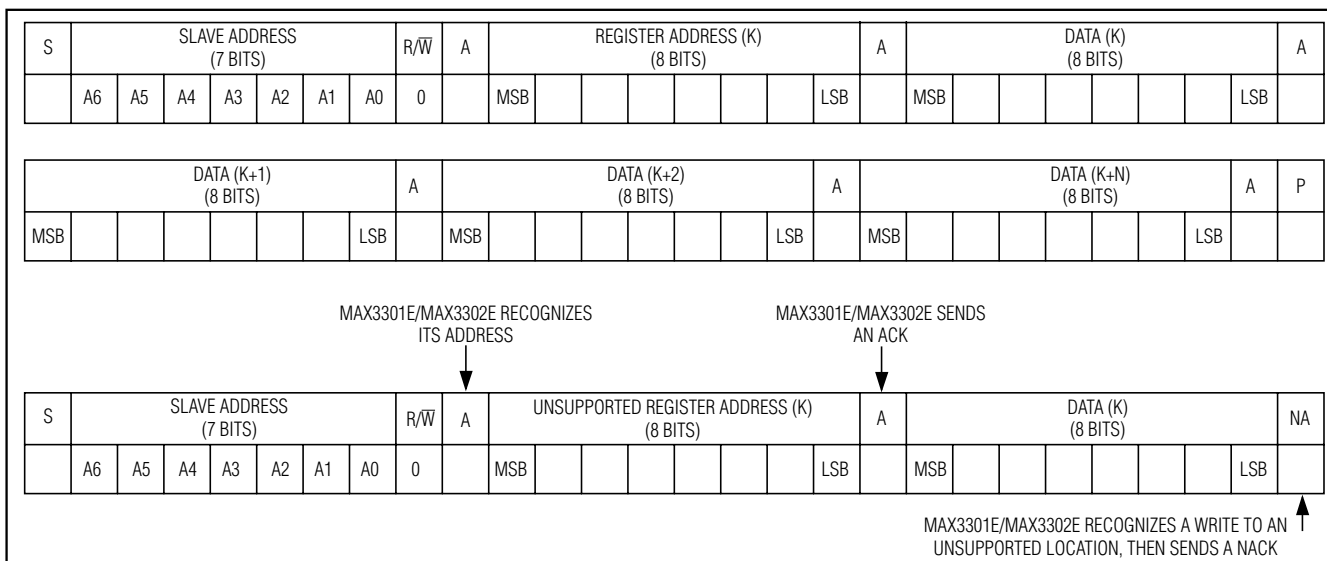 S SLAVE ADDRESS R/W̅ A REGISTER ADDRESS (K) A DATA (K) A
(7 BITS) (8 BITS) (8 BITS)
A6 A5 A4 A3 A2 A1 A0 0 MSB LSB MSB LSB
DATA (K+1) A DATA (K+2) A DATA (K+N) A P
(8 BITS) (8 BITS) (8 BITS)
MSB LSB MSB LSB MSB LSB
MAX3301E/MAX3302E RECOGNIZES
ITS ADDRESS
MAX3301E/MAX3302E SENDS
AN ACK
S SLAVE ADDRESS R/W̅ A UNSUPPORTED REGISTER ADDRESS (K) A DATA (K) NA
(7 BITS) (8 BITS) (8 BITS)
A6 A5 A4 A3 A2 A1 A0 0 MSB LSB MSB LSB
MAX3301E/MAX3302E RECOGNIZES A WRITE TO AN
UNSUPPORTED LOCATION, THEN SENDS A NACK